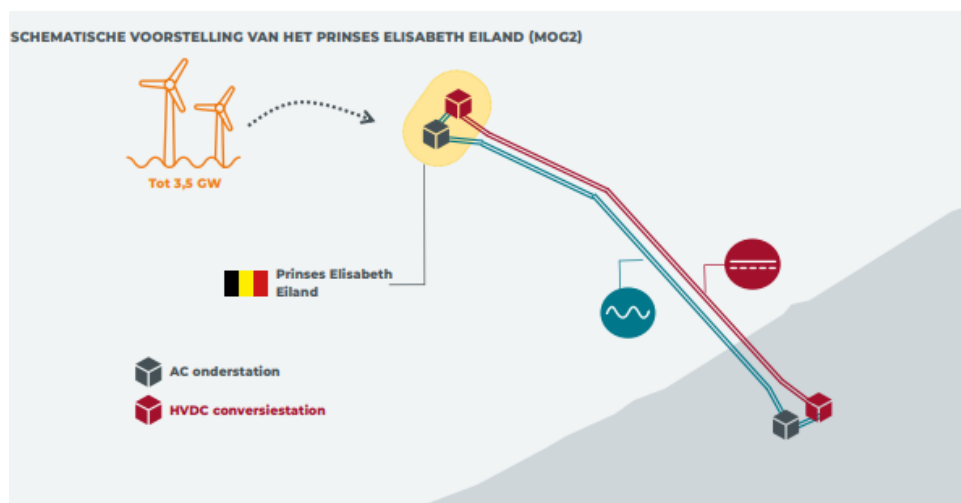 SCHEMATISCHE VOORSTELLING VAN HET PRINSES ELISABETH EILAND (MOG2)
Tot 3,5 GW
Prinses Elisabeth
Eiland
AC onderstation
HVDC conversiestation